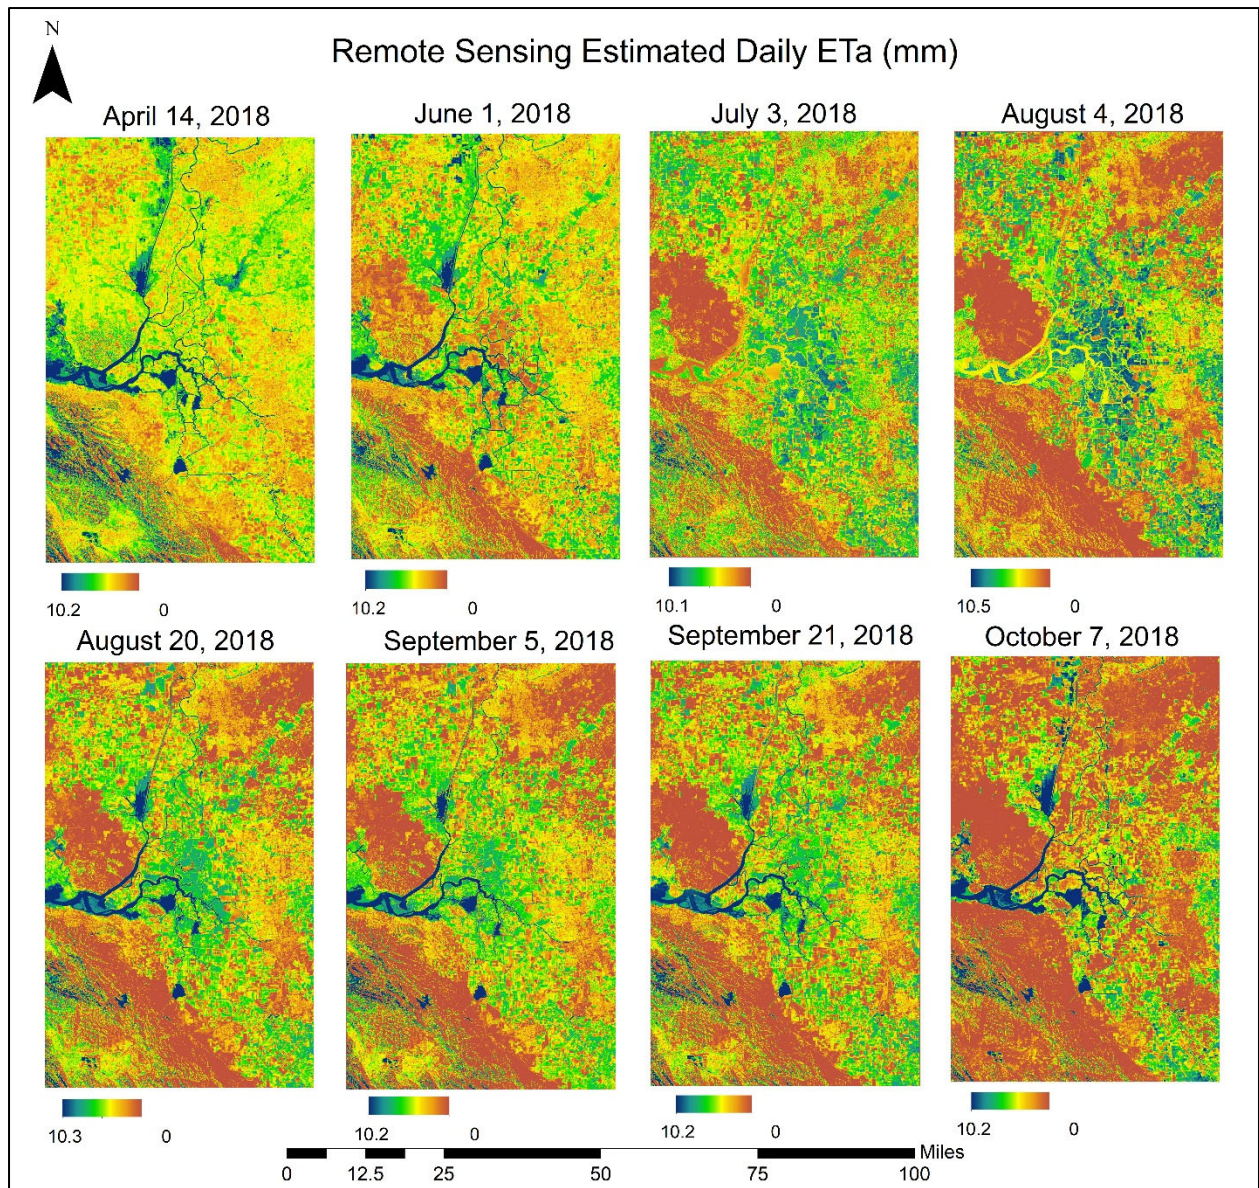 N
Remote Sensing Estimated Daily ETa (mm)
April 14, 2018
June 1, 2018
July 3, 2018
August 4, 2018
10.2 0
10.2 0
10.1 0
10.5 0
August 20, 2018
September 5, 2018
September 21, 2018
October 7, 2018
10.3 0
10.2 0
10.2 0
10.2 0
Miles
0 12.5 25 50 75 100